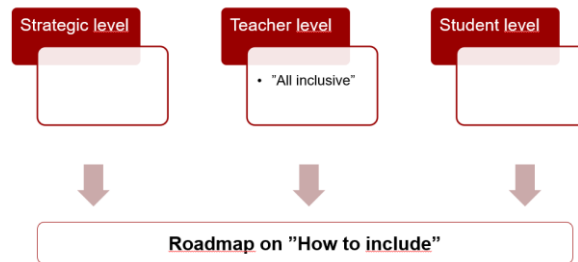 Strategic level
Teacher level
Student level
• ”All inclusive”
Roadmap on ”How to include”